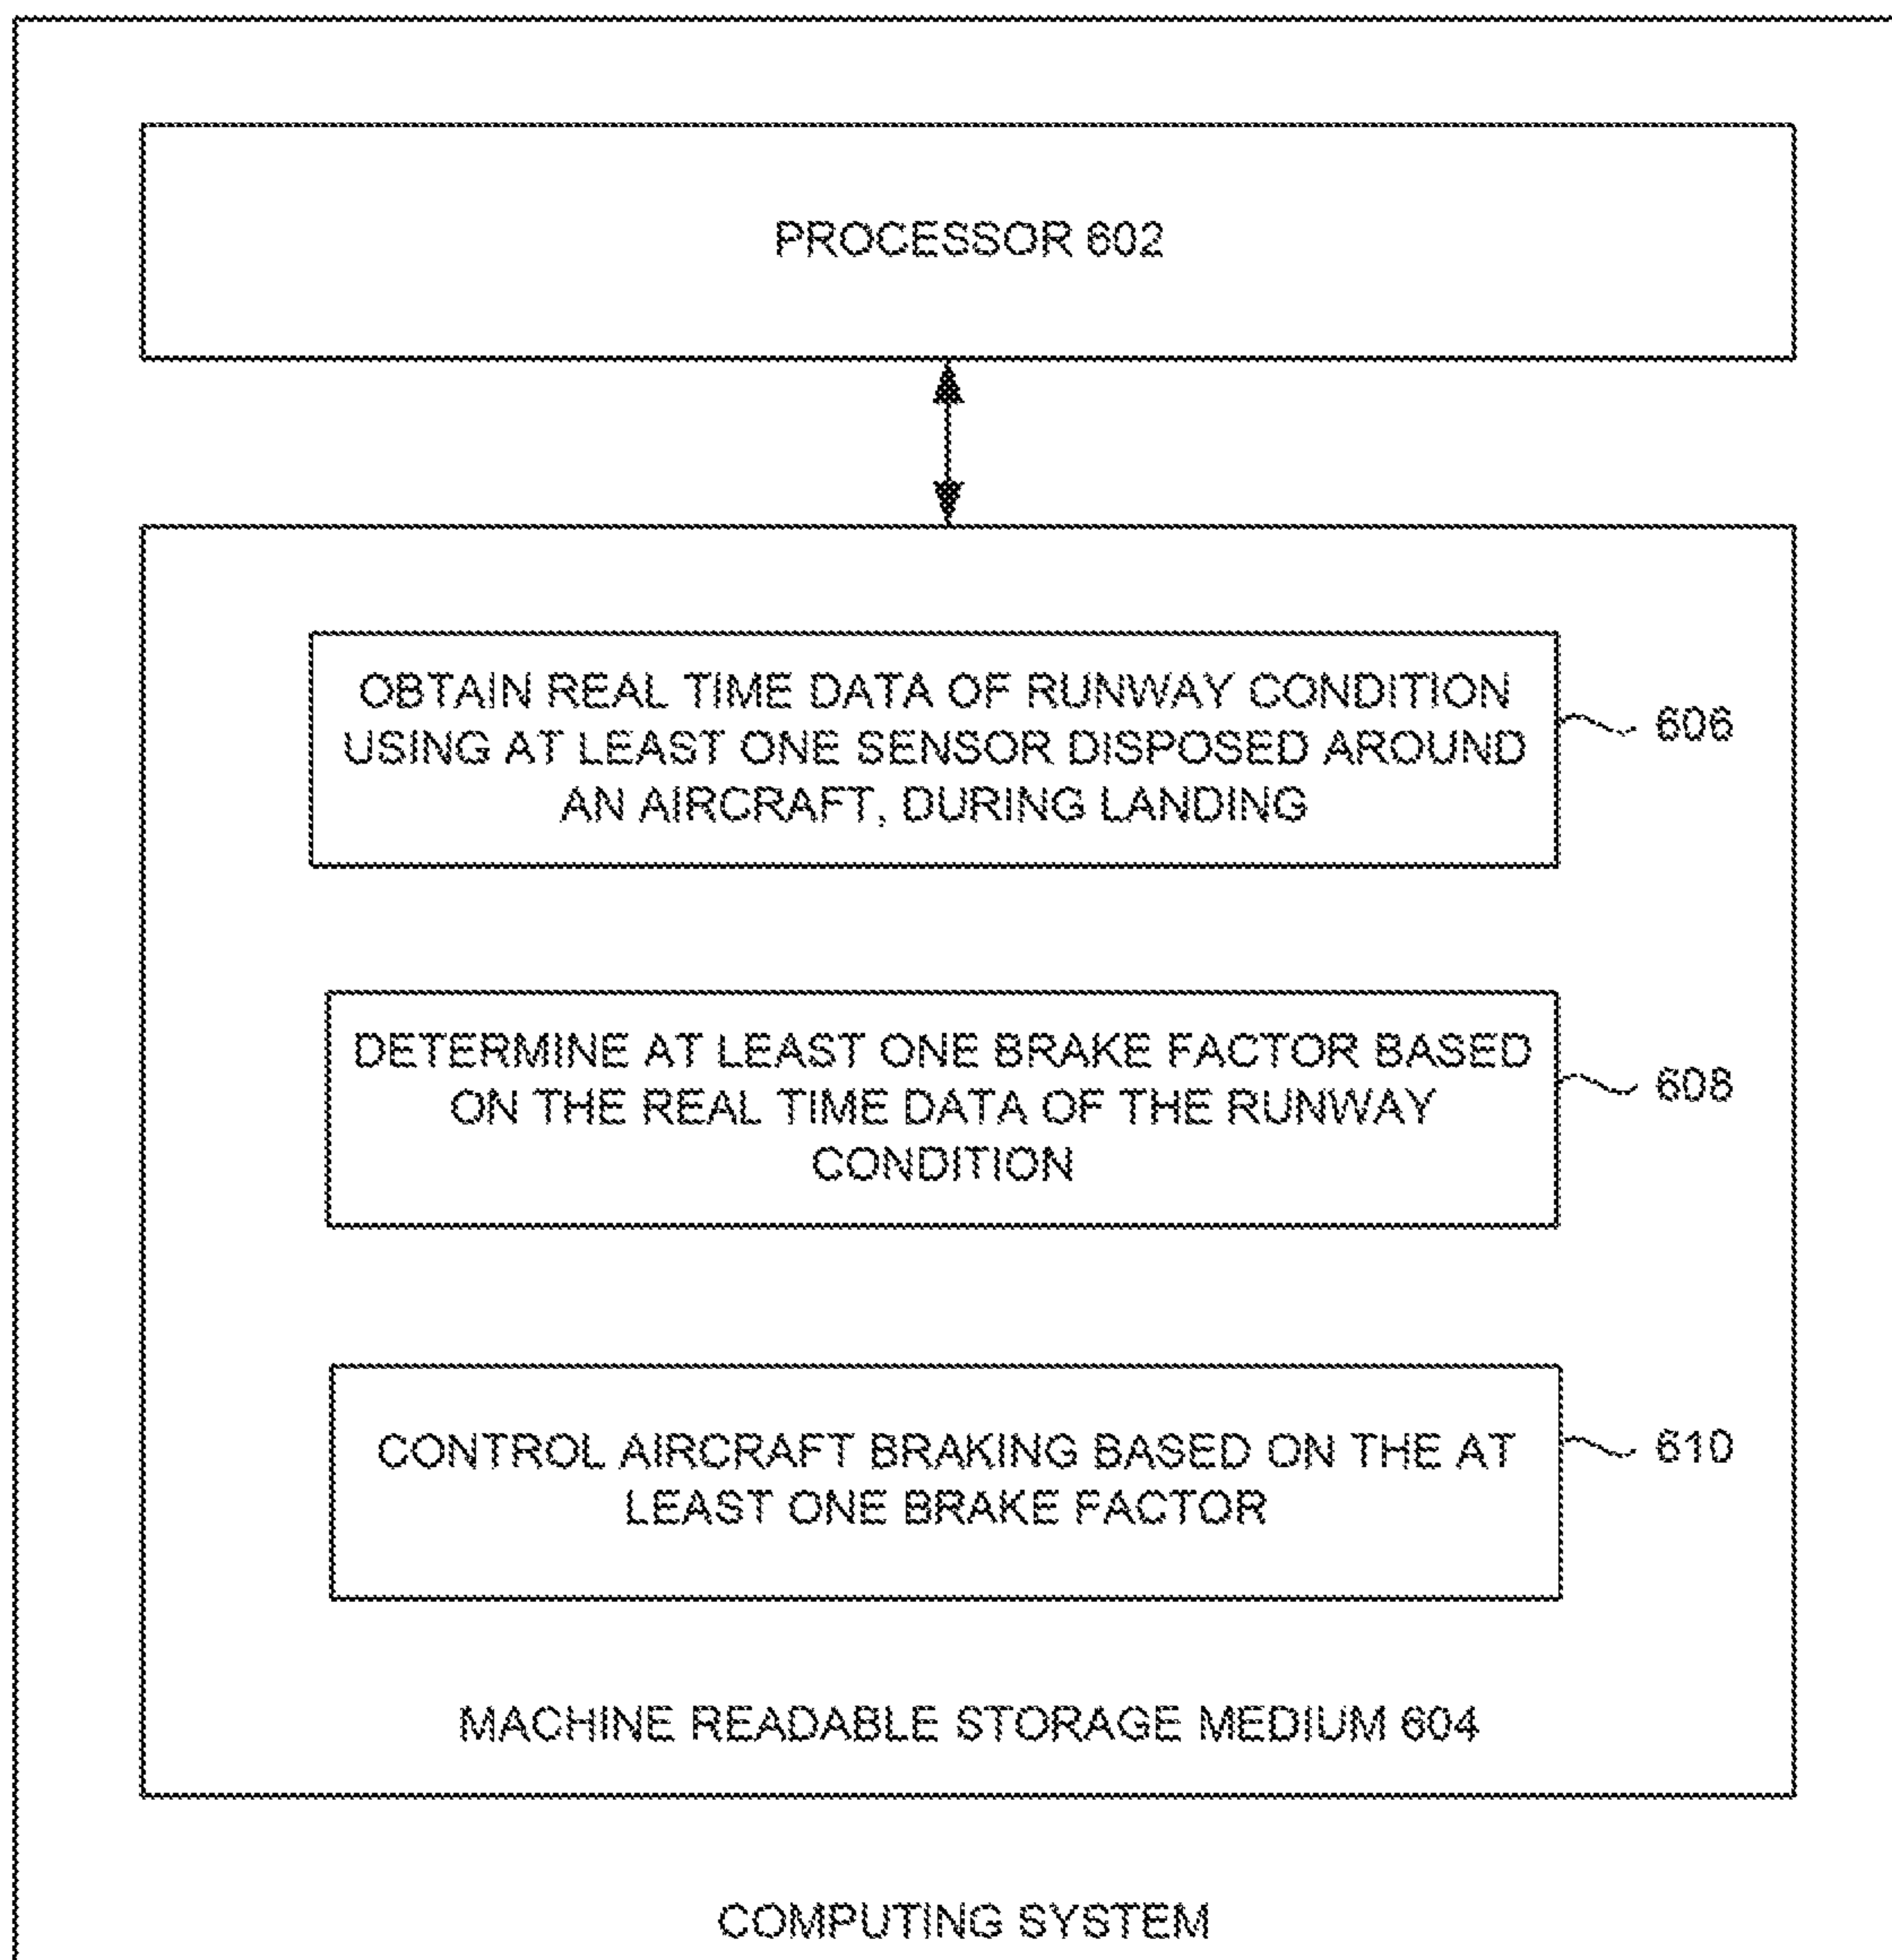 PROCESSOR 602
OBTAIN REAL TIME DATA OF RUNWAY CONDITION
USING AT LEAST ONE SENSOR DISPOSED AROUND
AN AIRCRAFT, DURING LANDING
606
DETERMINE AT LEAST ONE BRAKE FACTOR BASED
ON THE REAL TIME DATA OF THE RUNWAY
CONDITION
608
CONTROL AIRCRAFT BRAKING BASED ON THE AT
LEAST ONE BRAKE FACTOR
610
MACHINE READABLE STORAGE MEDIUM 604
COMPUTING SYSTEM